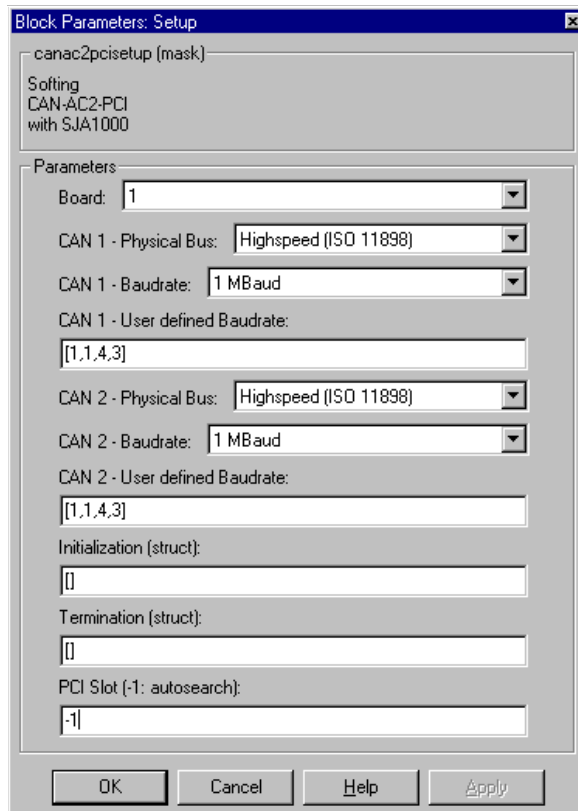 Block Parameters: Setup
canac2pcisetup (mask)
Softing
CAN-AC2-PCI
with SJA1000
Parameters
Board: 1
CAN 1 - Physical Bus: Highspeed (ISO 11898)
CAN 1 - Baudrate: 1 MBaud
CAN 1 - User defined Baudrate:
[1,1,4,3]
CAN 2 - Physical Bus: Highspeed (ISO 11898)
CAN 2 - Baudrate: 1 MBaud
CAN 2 - User defined Baudrate:
[1,1,4,3]
Initialization (struct):
[]
Termination (struct):
[]
PCI Slot (-1: autosearch):
-1
OK Cancel Help Apply